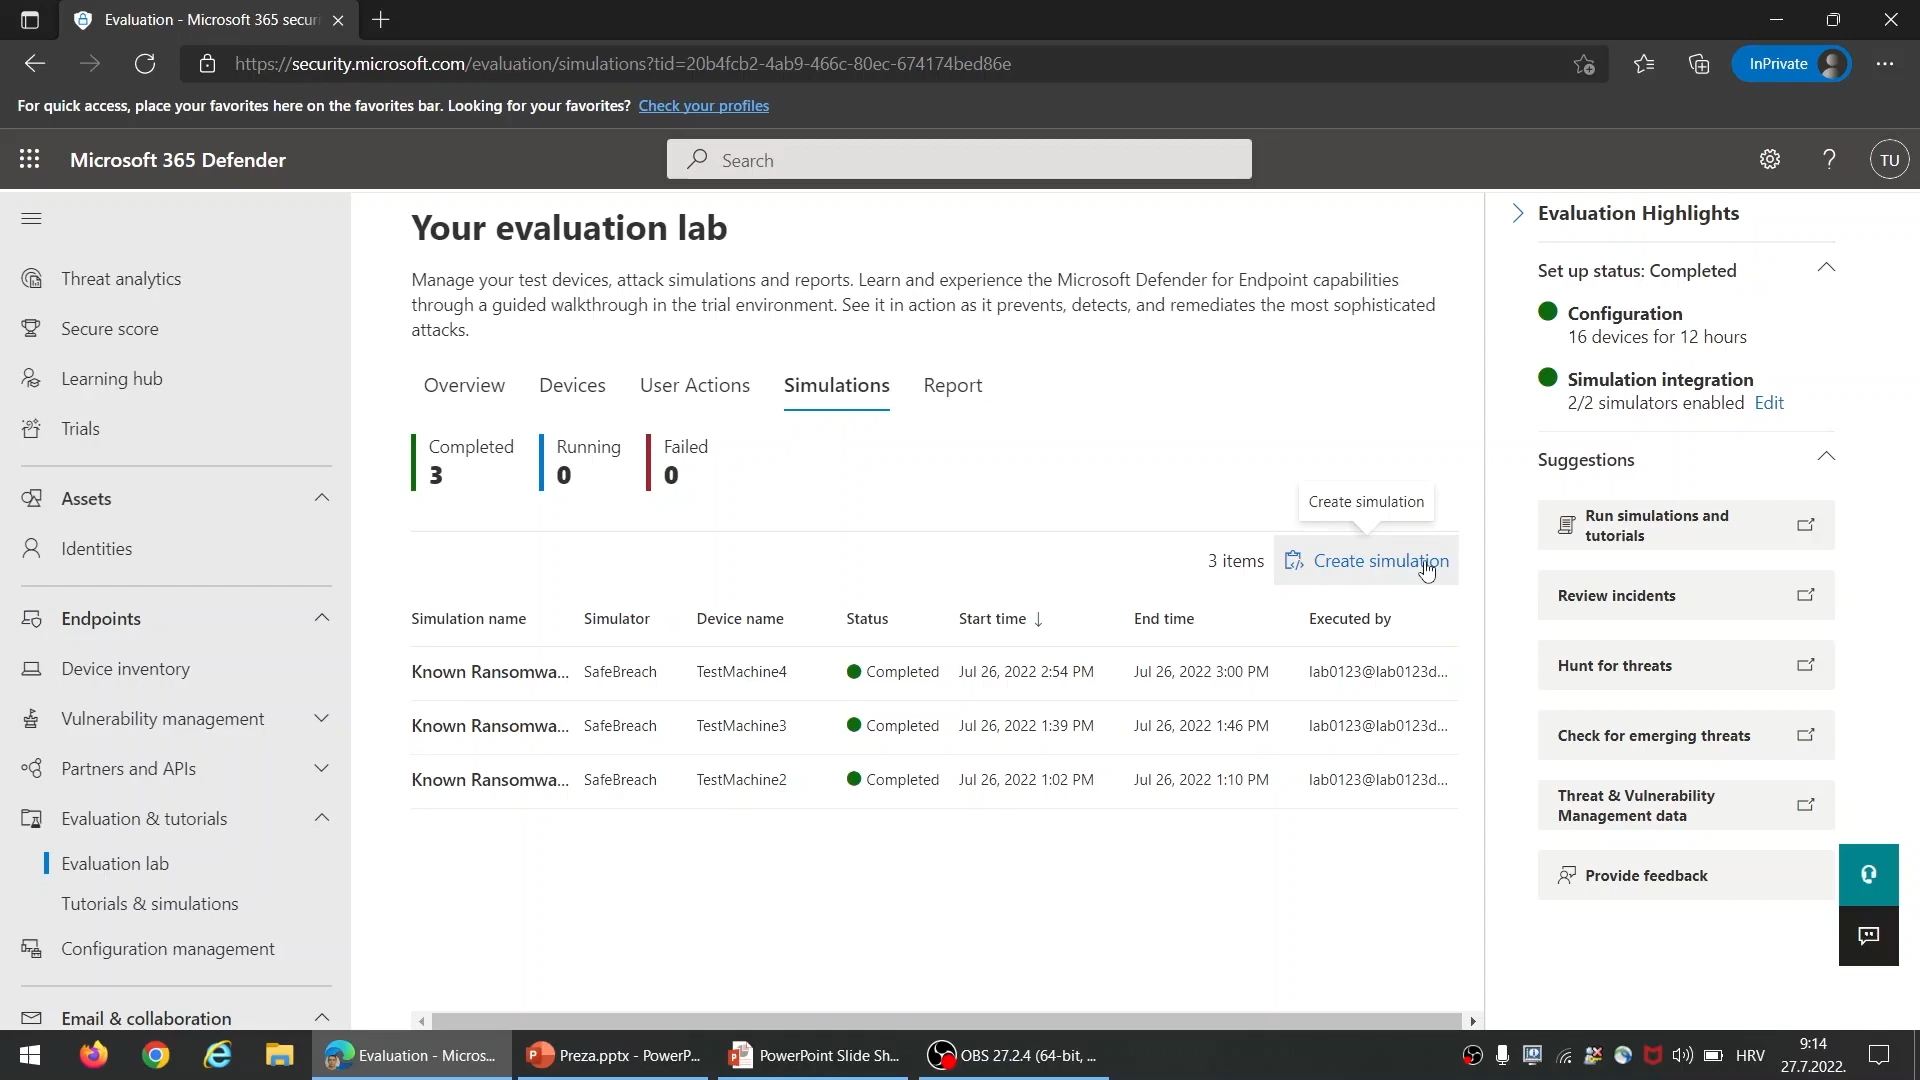 Evaluation - Microsoft 365 secur
https://security.microsoft.com/evaluation/simulations?tid=20b4fcb2-4ab9-466c-80ec-674174bed86e
InPrivate
For quick access, place your favorites here on the favorites bar. Looking for your favorites? Check your profiles
Microsoft 365 Defender
Search
TU
Threat analytics
Secure score
Learning hub
Trials
Assets
Identities
Endpoints
Device inventory
Vulnerability management
Partners and APIs
Evaluation & tutorials
Evaluation lab
Tutorials & simulations
Configuration management
Email & collaboration
Your evaluation lab
Manage your test devices, attack simulations and reports. Learn and experience the Microsoft Defender for Endpoint capabilities
through a guided walkthrough in the trial environment. See it in action as it prevents, detects, and remediates the most sophisticated
attacks.
Overview Devices User Actions Simulations Report
Completed Running Failed
3 0 0
Create simulation
3 items Create simulation
Simulation name Simulator Device name Status Start time ↓ End time Executed by
Known Ransomwa... SafeBreach TestMachine4 Completed Jul 26, 2022 2:54 PM Jul 26, 2022 3:00 PM lab0123@lab0123d...
Known Ransomwa... SafeBreach TestMachine3 Completed Jul 26, 2022 1:39 PM Jul 26, 2022 1:46 PM lab0123@lab0123d...
Known Ransomwa... SafeBreach TestMachine2 Completed Jul 26, 2022 1:02 PM Jul 26, 2022 1:10 PM lab0123@lab0123d...
Evaluation Highlights
Set up status: Completed
Configuration
16 devices for 12 hours
Simulation integration
2/2 simulators enabled Edit
Suggestions
Run simulations and
tutorials
Review incidents
Hunt for threats
Check for emerging threats
Threat & Vulnerability
Management data
Provide feedback
Evaluation - Micros...
Preza.pptx - PowerP...
PowerPoint Slide Sh...
OBS 27.2.4 (64-bit, ...
HRV
9:14
27.7.2022.